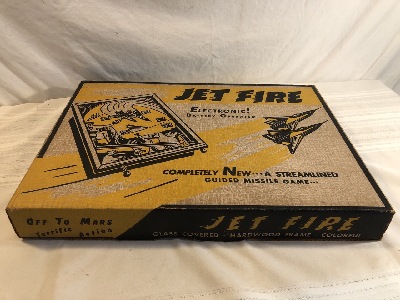 JET FIRE
ELECTRONIC!
BATTERY OPERATED
COMPLETELY NEW...A STREAMLINED
GUIDED MISSILE GAME...
OFF TO MARS
Terrific Action
JET FIRE
GLASS COVERED - HARDWOOD FRAME - COLORFUL